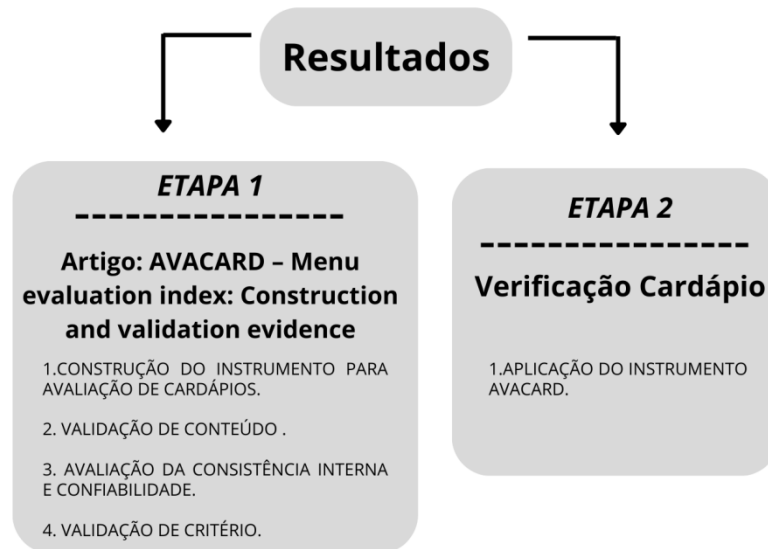 Resultados
ETAPA 1
Artigo: AVACARD – Menu
evaluation index: Construction
and validation evidence
1.CONSTRUÇÃO DO INSTRUMENTO PARA
AVALIAÇÃO DE CARDÁPIOS.
2. VALIDAÇÃO DE CONTEÚDO .
3. AVALIAÇÃO DA CONSISTÊNCIA INTERNA
E CONFIABILIDADE.
4. VALIDAÇÃO DE CRITÉRIO.
ETAPA 2
Verificação Cardápio
1.APLICAÇÃO DO INSTRUMENTO
AVACARD.